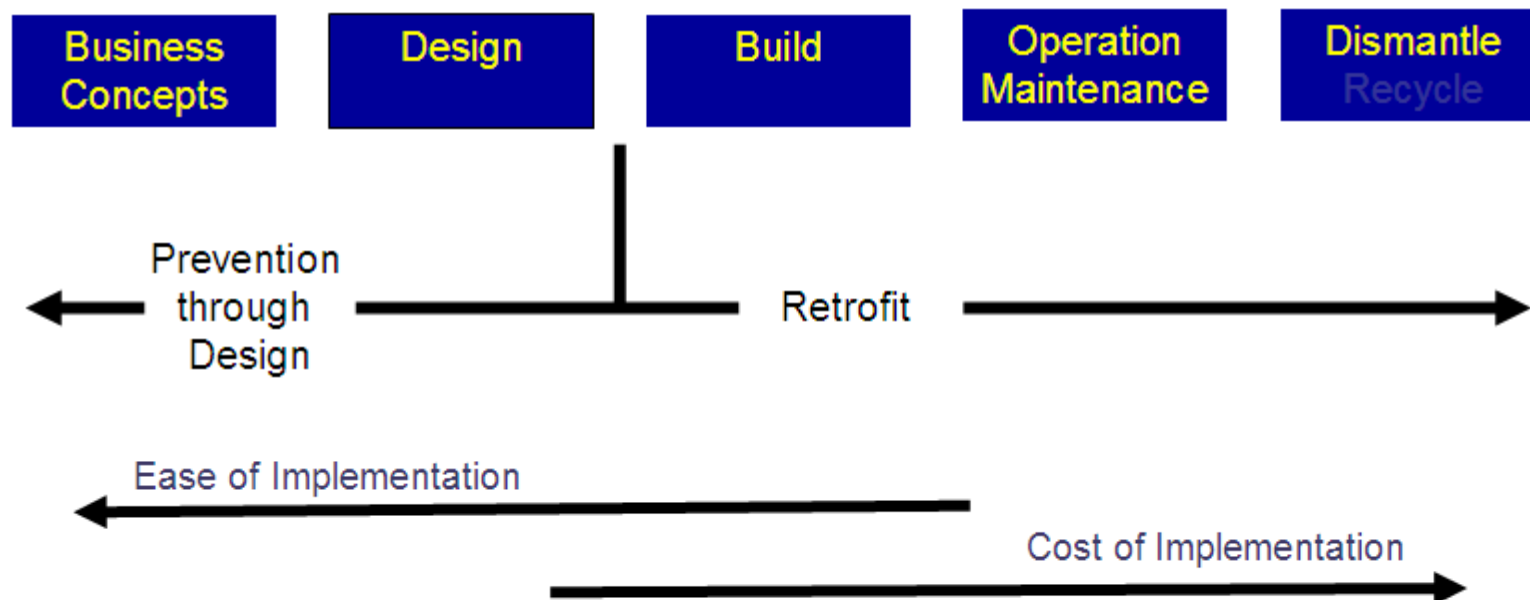 Business
Concepts
Design
Build
Operation
Maintenance
Dismantle
Recycle
Prevention
through
Design
Retrofit
Ease of Implementation
Cost of Implementation